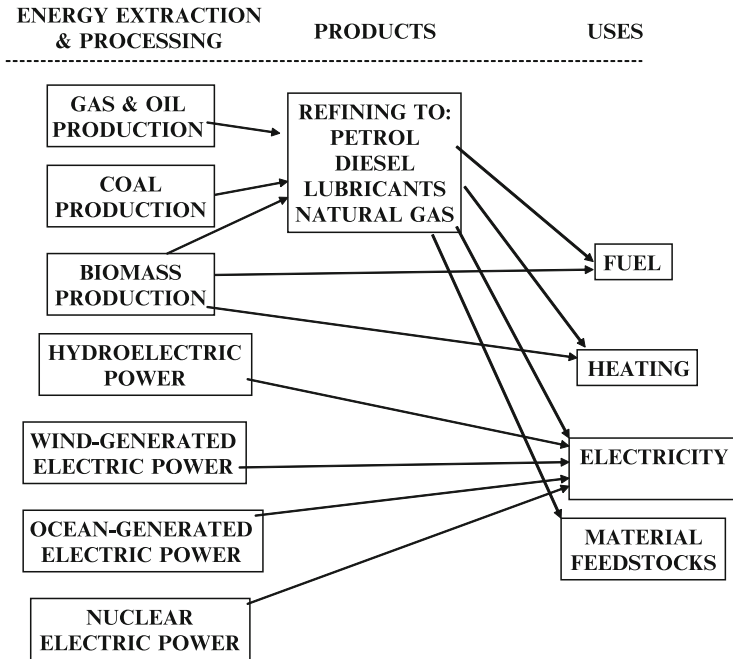 ENERGY EXTRACTION
& PROCESSING
PRODUCTS
USES
GAS & OIL
PRODUCTION
COAL
PRODUCTION
BIOMASS
PRODUCTION
HYDROELECTRIC
POWER
WIND-GENERATED
ELECTRIC POWER
OCEAN-GENERATED
ELECTRIC POWER
NUCLEAR
ELECTRIC POWER
REFINING TO:
PETROL
DIESEL
LUBRICANTS
NATURAL GAS
FUEL
HEATING
ELECTRICITY
MATERIAL
FEEDSTOCKS